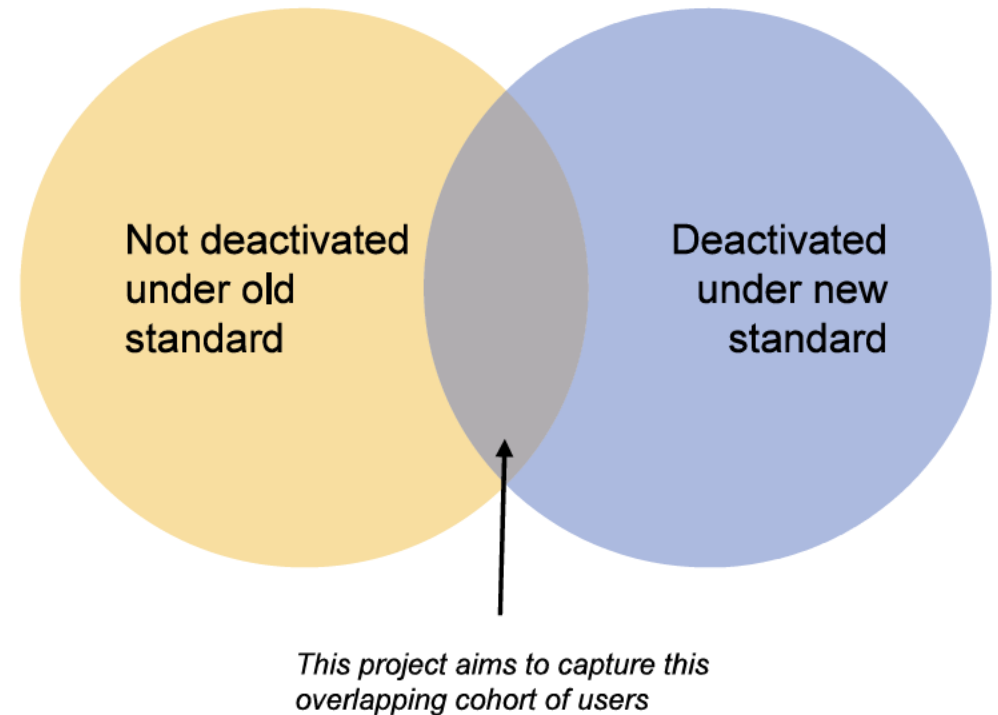 Not deactivated
under old
standard
Deactivated
under new
standard
This project aims to capture this
overlapping cohort of users